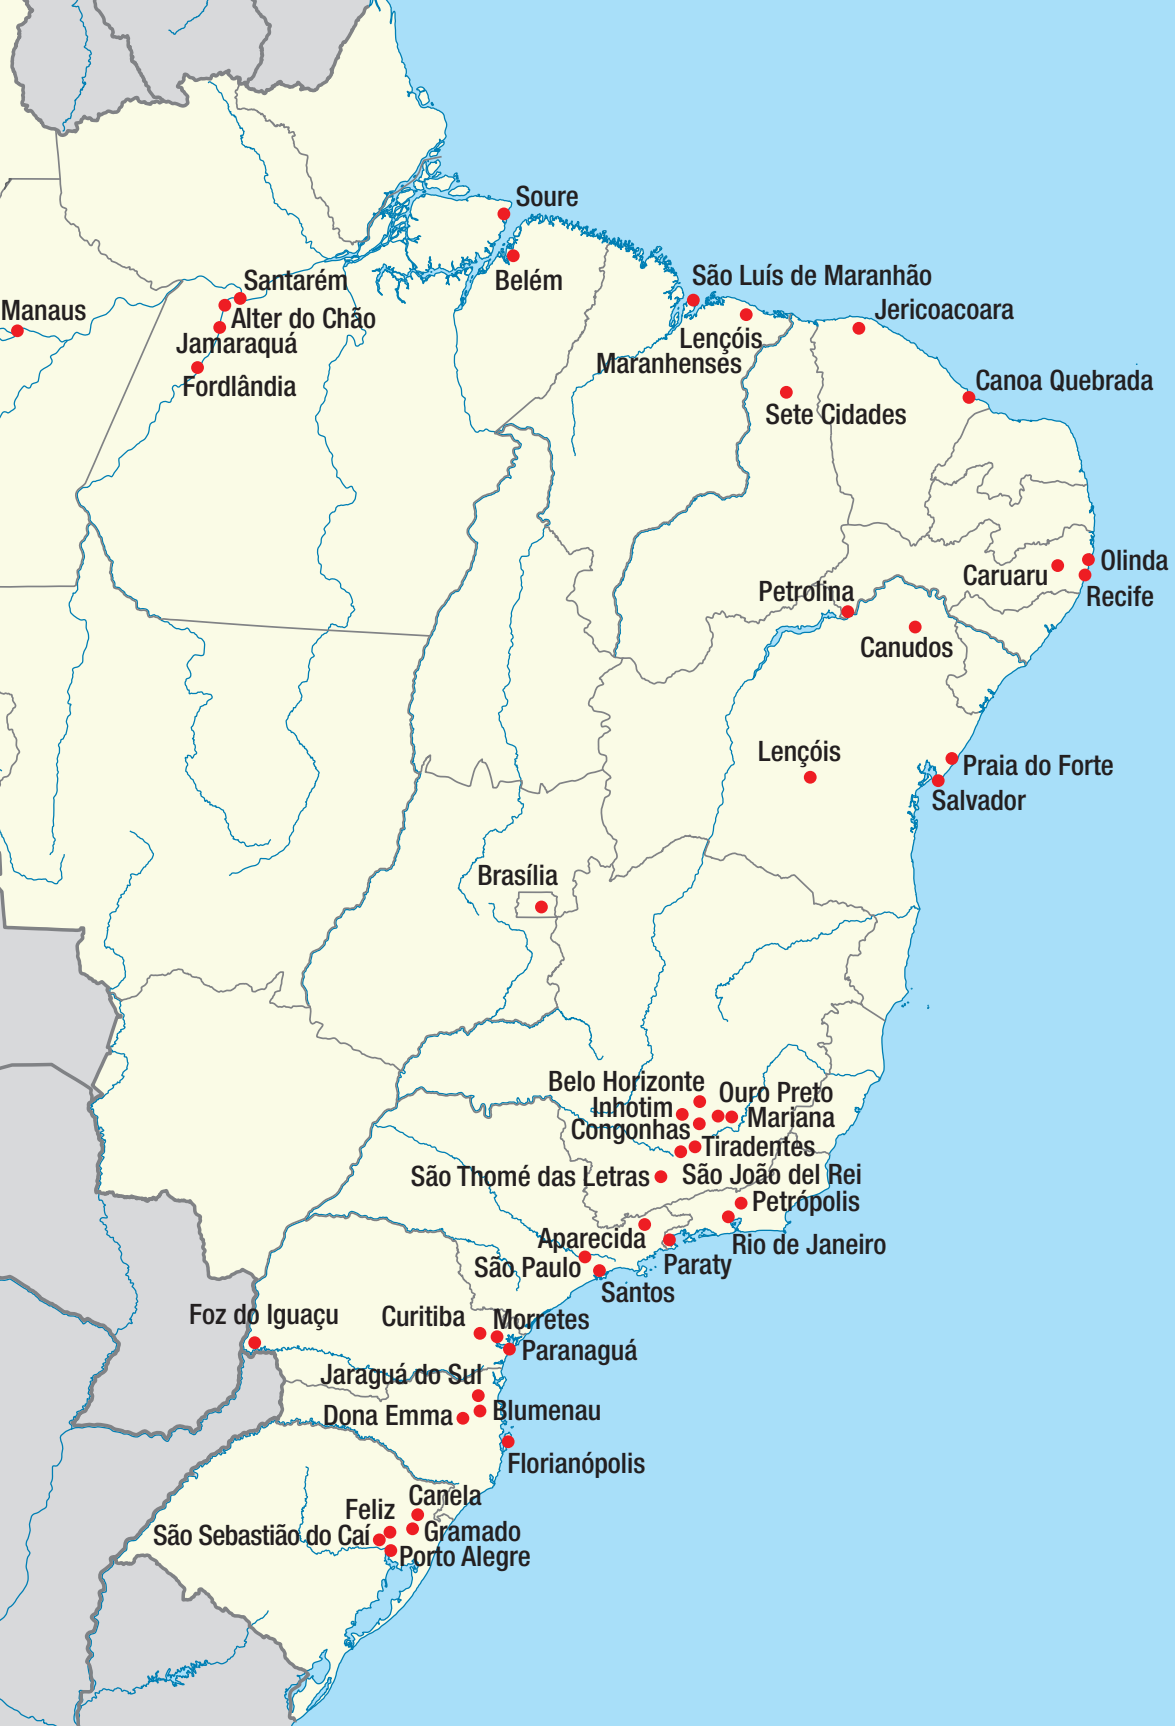 Soure
Belém
São Luís de Maranhão
Santarém
Manaus
Alter do Chão
Jericoacoara
Lençóis
Maranhenses
Jamaraquá
Fordlândia
Canoa Quebrada
Sete Cidades
Olinda
Caruaru
Recife
Petrolina
Canudos
Lençóis
Praia do Forte
Salvador
Brasília
Belo Horizonte
Ouro Preto
Inhotim
Mariana
Congonhas
Tiradentes
São Thomé das Letras
São João del Rei
Petrópolis
Aparecida
Rio de Janeiro
São Paulo
Paraty
Santos
Foz do Iguaçu
Curitiba
Morretes
Paranaguá
Jaraguá do Sul
Dona Emma
Blumenau
Florianópolis
Canela
Feliz
São Sebastião do Caí
Gramado
Porto Alegre